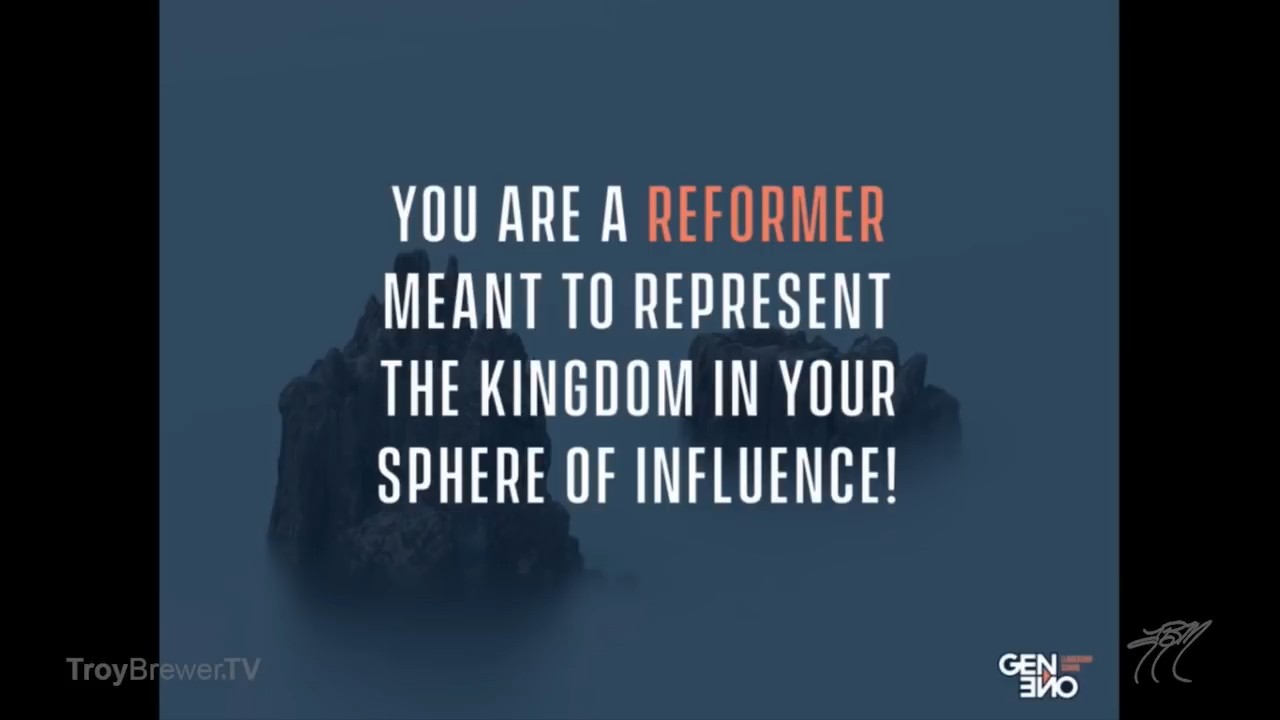 YOU ARE A REFORMER
MEANT TO REPRESENT
THE KINGDOM IN YOUR
SPHERE OF INFLUENCE!
TroyBrewer.TV
GEN
ONE